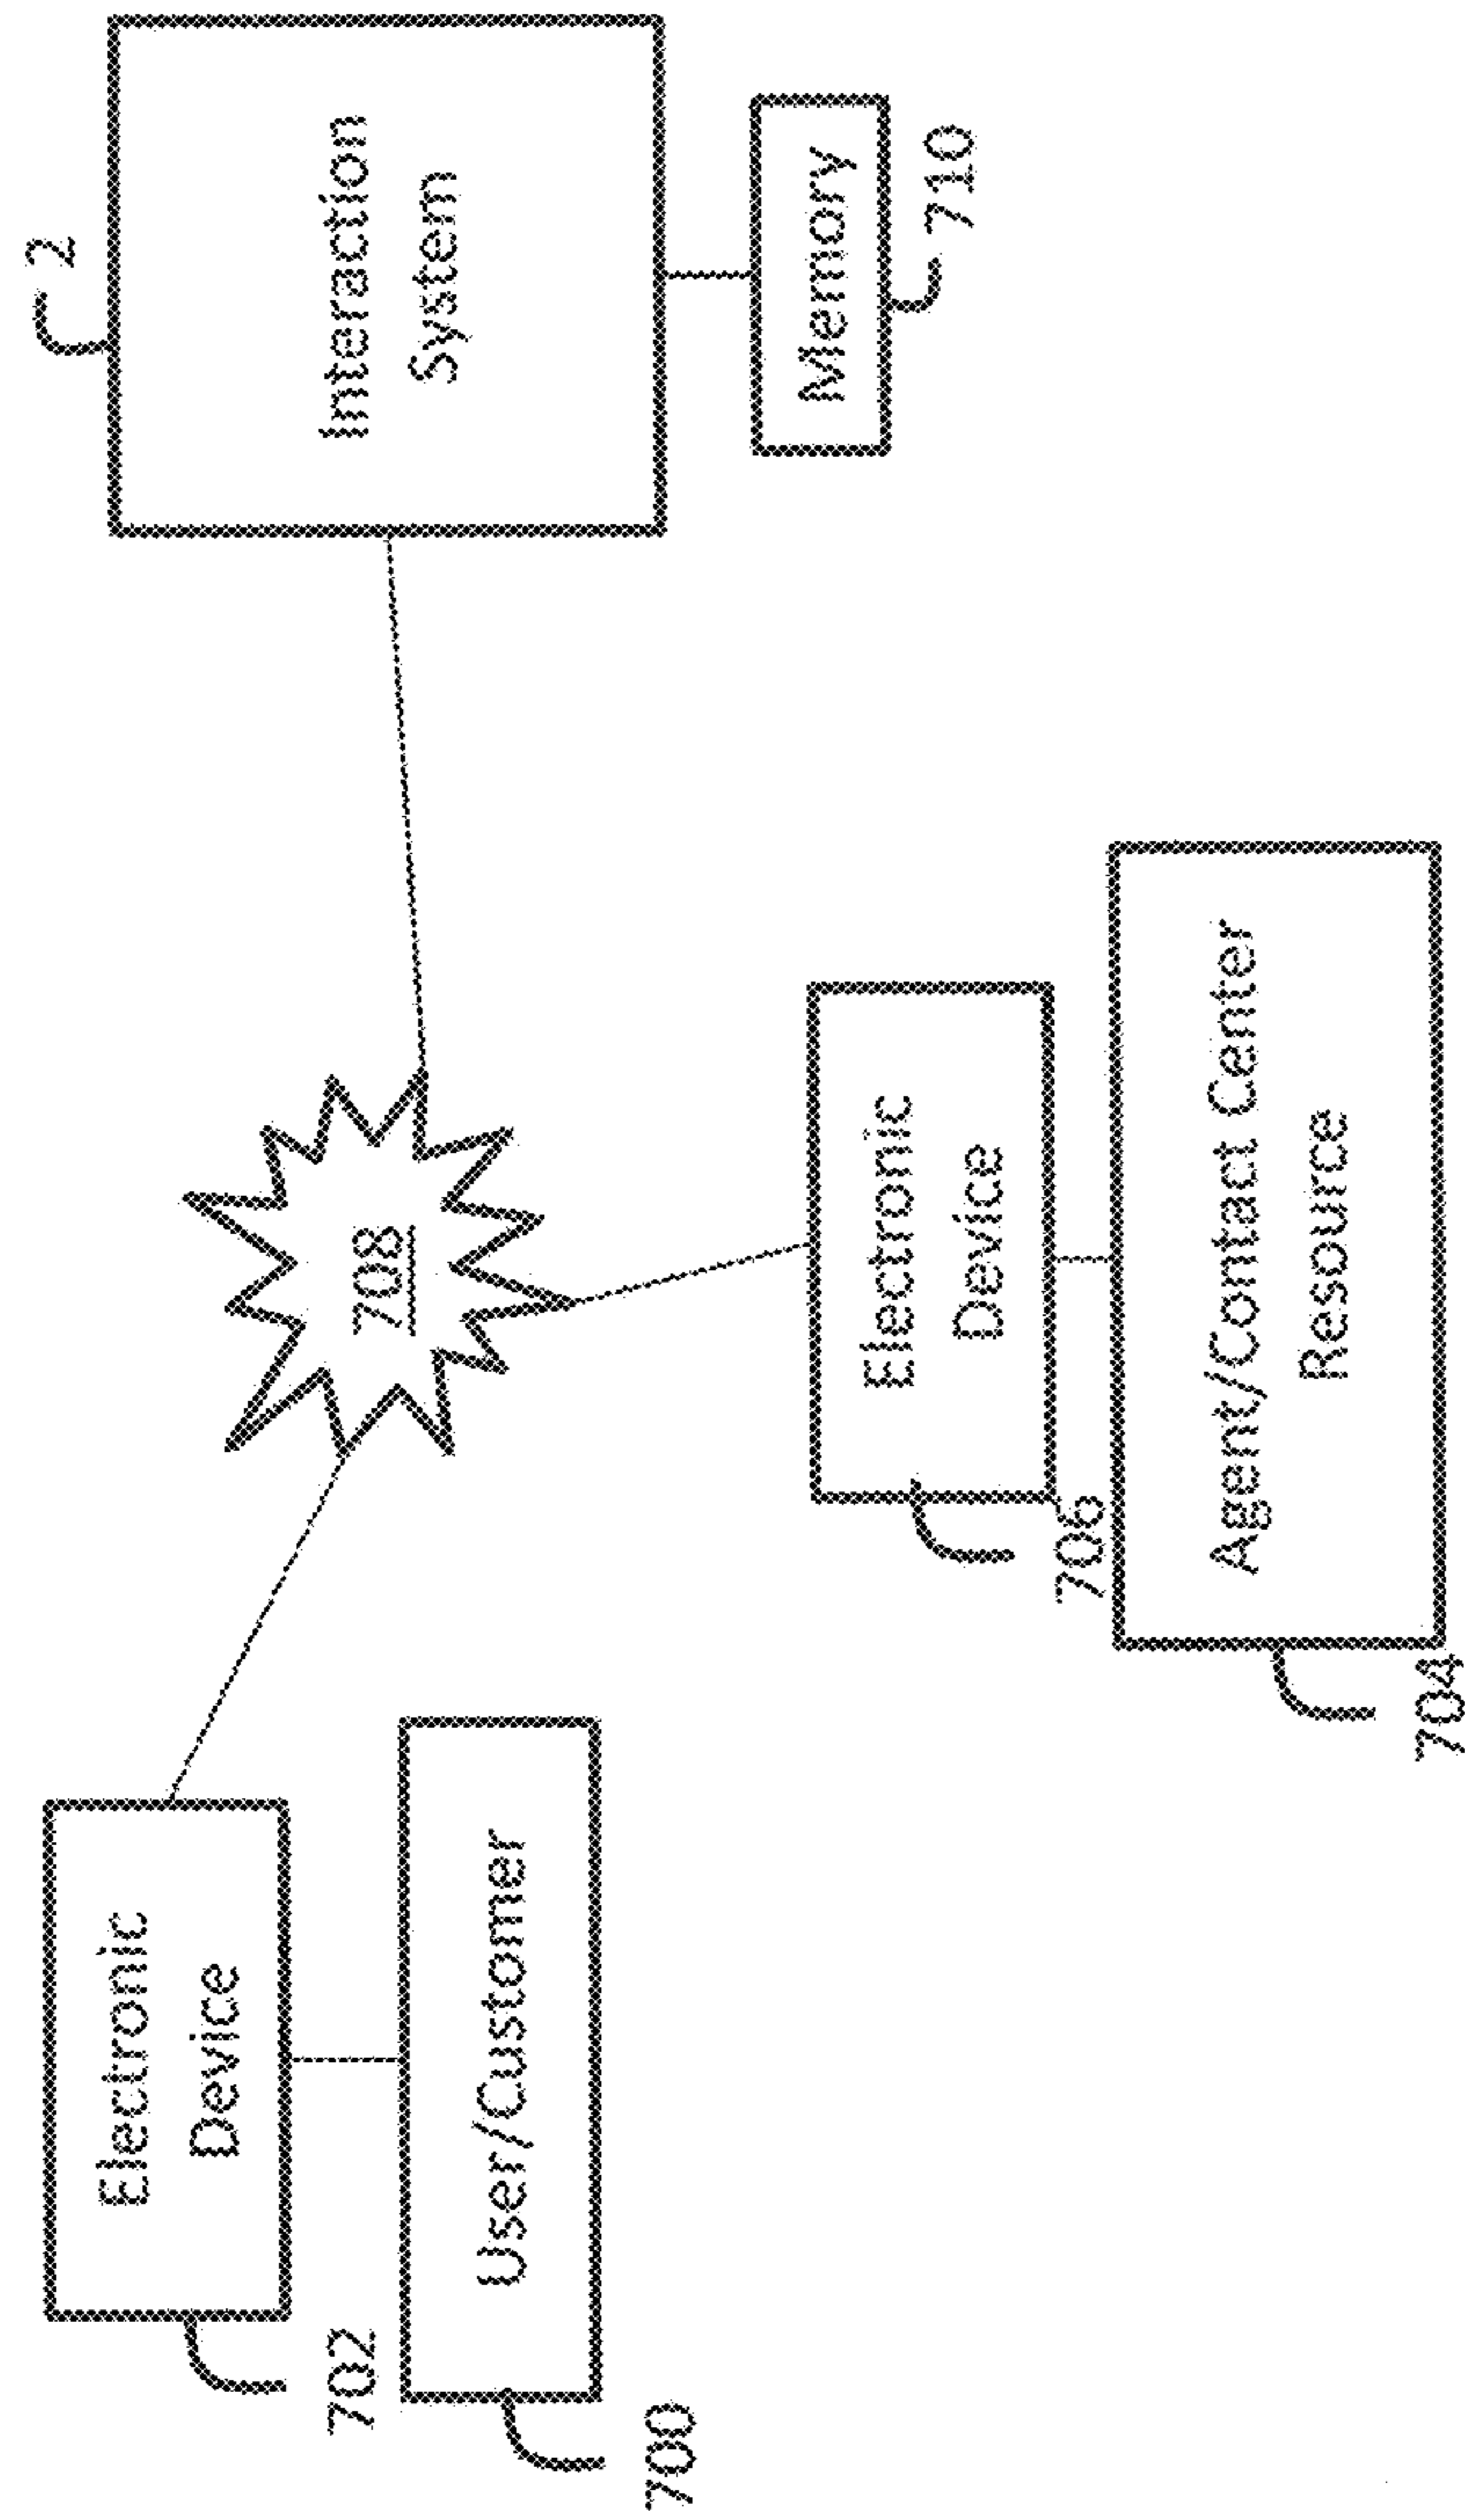 Electronic
Device
702
User/Customer
700
708
Electronic
Device
706
Agent/Contact Center
Resource
704
2
Interaction
System
Memory
710